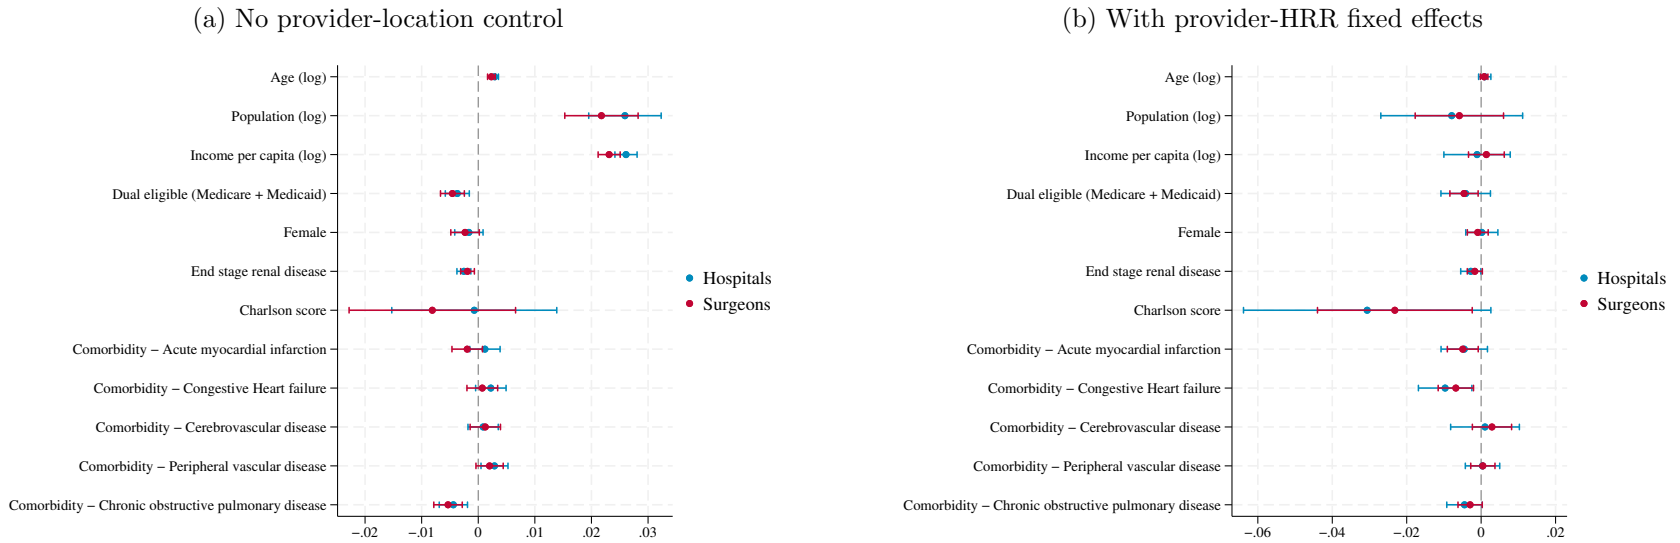 (a) No provider-location control
Age (log)
Population (log)
Income per capita (log)
Dual eligible (Medicare + Medicaid)
Female
End stage renal disease
Charlson score
Comorbidity − Acute myocardial infarction
Comorbidity − Congestive Heart failure
Comorbidity − Cerebrovascular disease
Comorbidity − Peripheral vascular disease
Comorbidity − Chronic obstructive pulmonary disease
−.02 −.01 0 .01 .02 .03
Hospitals
Surgeons
(b) With provider-HRR fixed effects
Age (log)
Population (log)
Income per capita (log)
Dual eligible (Medicare + Medicaid)
Female
End stage renal disease
Charlson score
Comorbidity − Acute myocardial infarction
Comorbidity − Congestive Heart failure
Comorbidity − Cerebrovascular disease
Comorbidity − Peripheral vascular disease
Comorbidity − Chronic obstructive pulmonary disease
−.06 −.04 −.02 0 .02
Hospitals
Surgeons